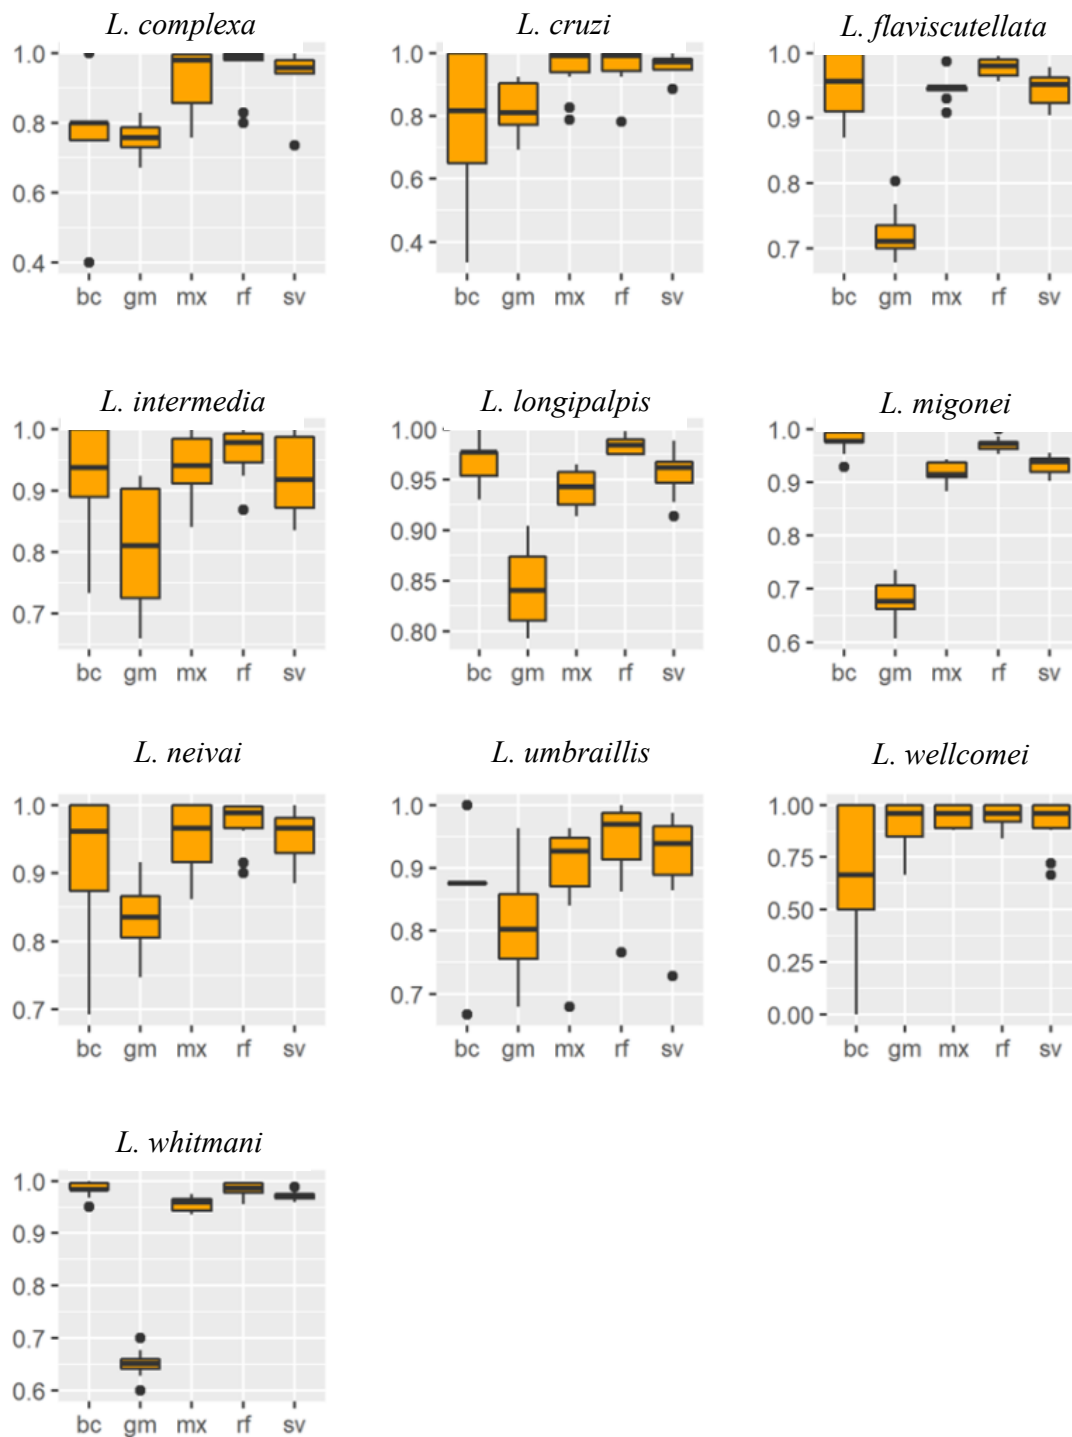 L. complexa
L. cruzi
L. flaviscutellata
1.0
0.8
0.6
0.4
bc gm mx rf sv
1.0
0.8
0.6
0.4
bc gm mx rf sv
1.0
0.9
0.8
0.7
bc gm mx rf sv
L. intermedia
L. longipalpis
L. migonei
1.0
0.9
0.8
0.7
bc gm mx rf sv
1.00
0.95
0.90
0.85
0.80
bc gm mx rf sv
1.0
0.9
0.8
0.7
0.6
bc gm mx rf sv
L. neivai
L. umbraillis
L. wellcomei
1.0
0.9
0.8
0.7
bc gm mx rf sv
1.0
0.9
0.8
0.7
bc gm mx rf sv
1.00
0.75
0.50
0.25
0.00
bc gm mx rf sv
L. whitmani
1.0
0.9
0.8
0.7
0.6
bc gm mx rf sv